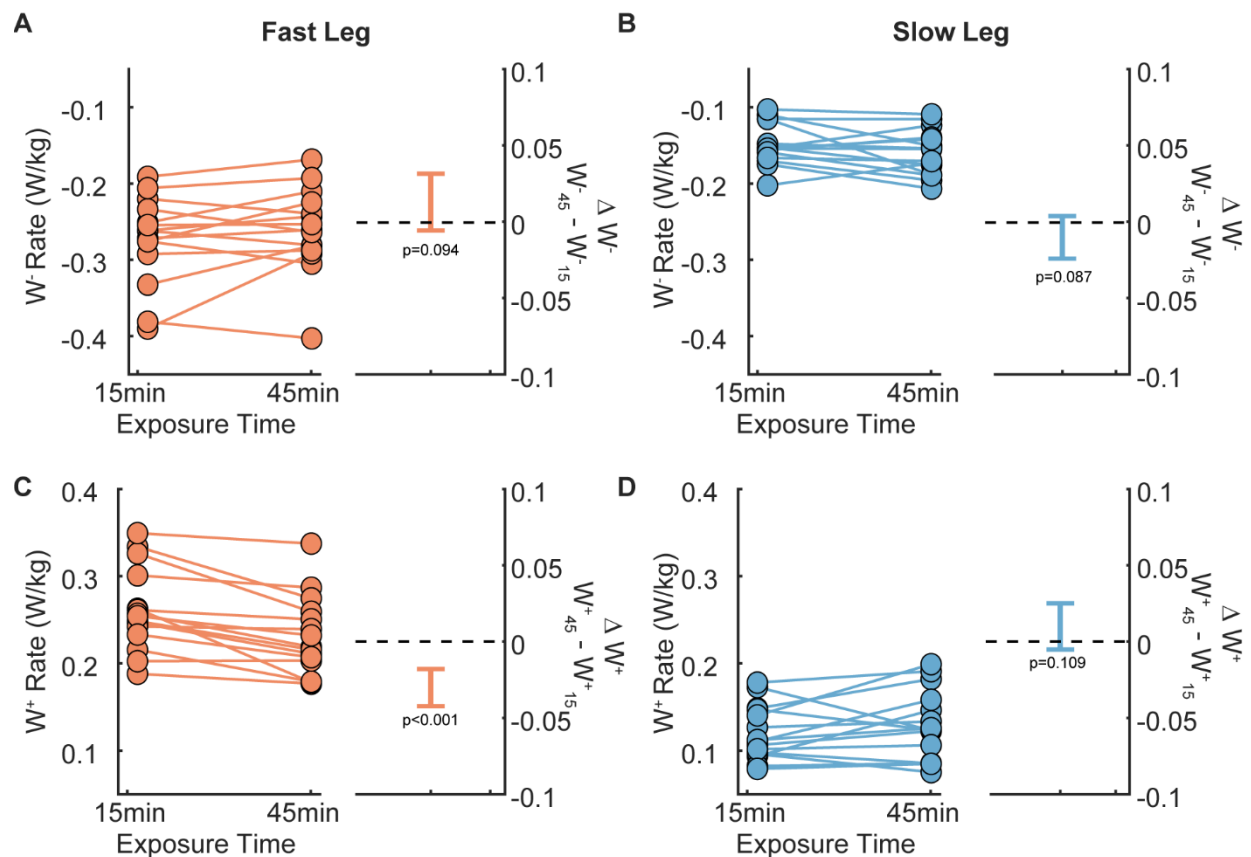 A
Fast Leg
-0.1
-0.2
-0.3
-0.4
W⁻ Rate (W/kg)
15min
45min
Exposure Time
p=0.094
0.1
0.05
0
0.05
-0.1
Δ W⁻
W⁻₄₅ - W⁻₁₅
B
Slow Leg
-0.1
-0.2
-0.3
-0.4
W⁻ Rate (W/kg)
15min
45min
Exposure Time
p=0.087
0.1
0.05
0
0.05
-0.1
Δ W⁻
W⁻₄₅ - W⁻₁₅
C
0.4
0.3
0.2
0.1
W⁺ Rate (W/kg)
15min
45min
Exposure Time
p<0.001
0.1
0.05
0
-0.05
-0.1
Δ W⁺
W⁺₄₅ - W⁺₁₅
D
0.4
0.3
0.2
0.1
W⁺ Rate (W/kg)
15min
45min
Exposure Time
p=0.109
0.1
0.05
0
-0.05
-0.1
Δ W⁺
W⁺₄₅ - W⁺₁₅